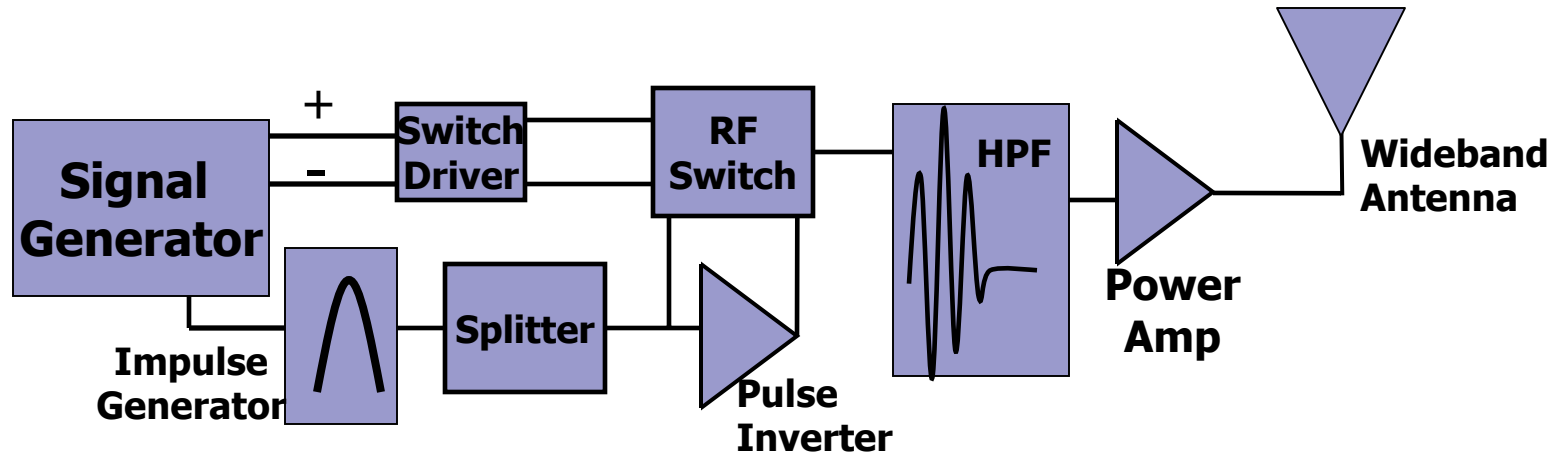 Signal
Generator
+
-
Switch
Driver
RF
Switch
HPF
Wideband
Antenna
Power
Amp
Impulse
Generator
Splitter
Pulse
Inverter